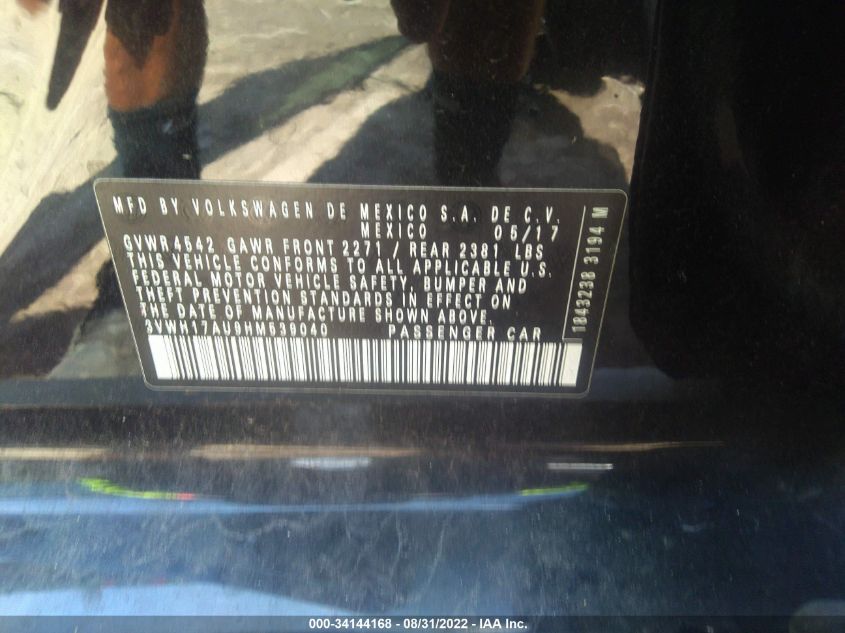 MFD BY VOLKSWAGEN DE MEXICO S.A. DE C.V.
MEXICO 05/17
GVWR4542 GAWR FRONT 2271 / REAR 2381 LBS
THIS VEHICLE CONFORMS TO ALL APPLICABLE U.S.
FEDERAL MOTOR VEHICLE SAFETY, BUMPER AND
THEFT PREVENTION STANDARDS IN EFFECT ON
THE DATE OF MANUFACTURE SHOWN ABOVE.
3VWH17AU9HM539040 PASSENGER CAR
1843238 3194 M
000-34144168 - 08/31/2022 - IAA Inc.